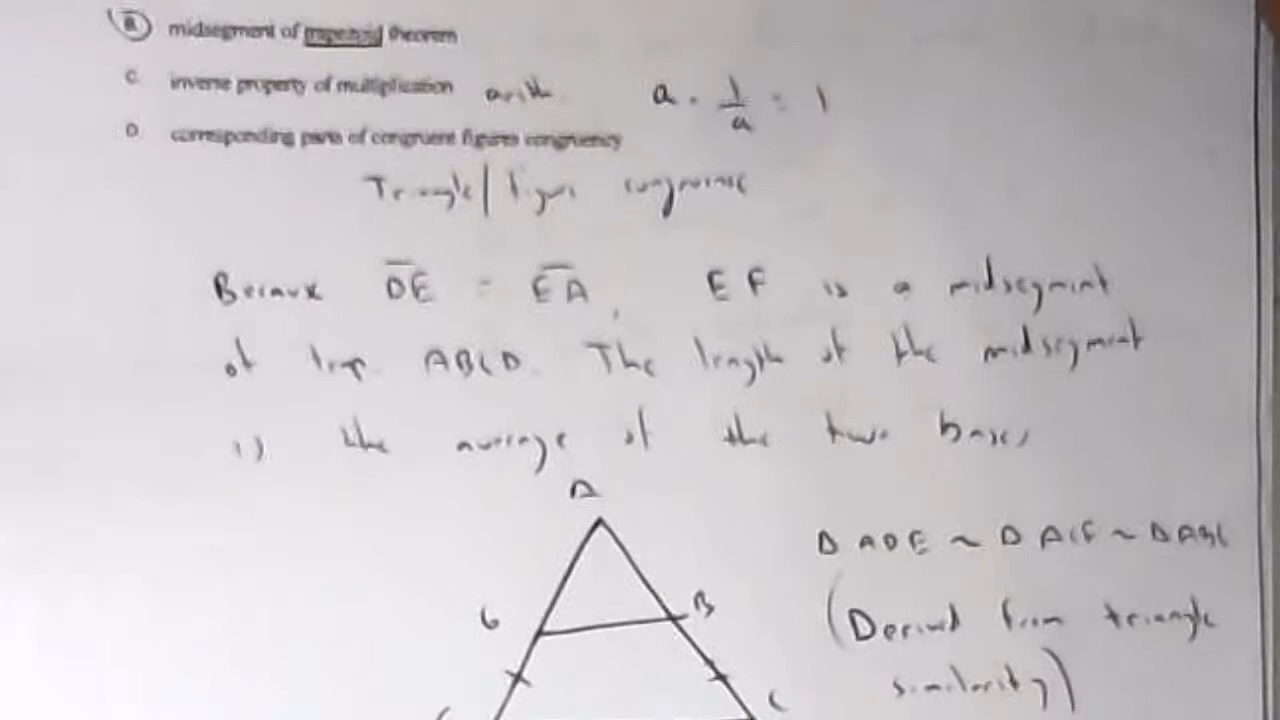 B. midsegment of trapezoid theorem
C. inverse property of multiplication arith. a · 1/a = 1
D. corresponding parts of congruent figures congruency
Triangle / figure congruence
Because DE = EA, EF is a midsegment
of trap. ABCD. The length of the midsegment
is the average of the two bases
A
Δ ADE ~ Δ ACF ~ Δ ABC
G B
(Derived from triangle
similarity)
C